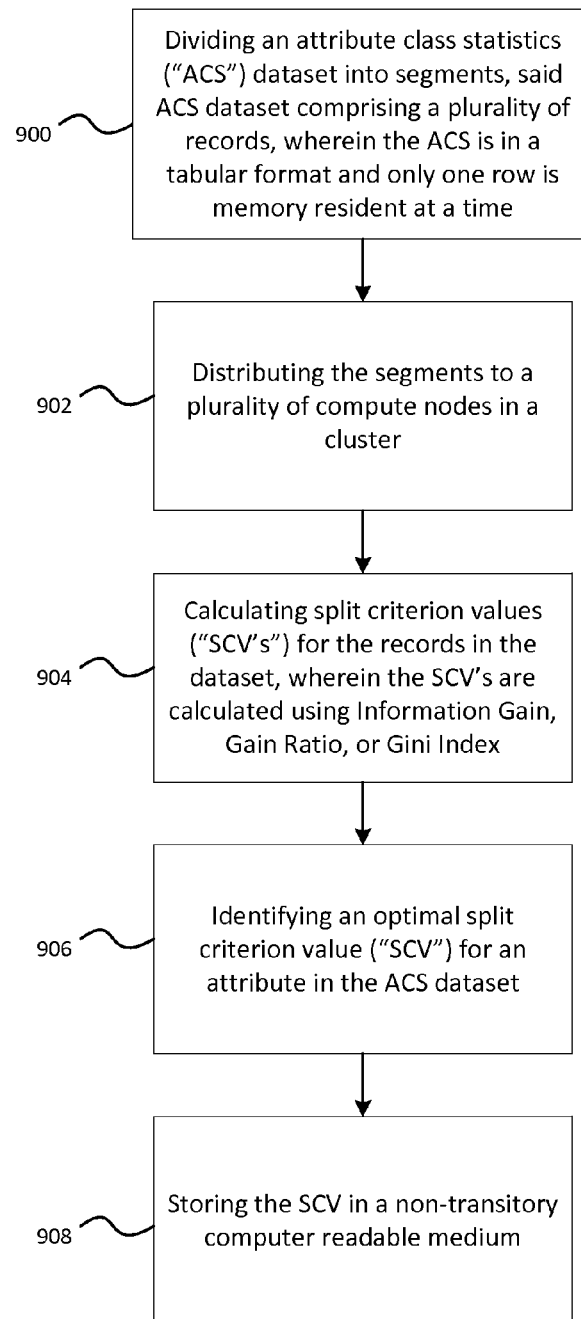 Dividing an attribute class statistics
(“ACS”) dataset into segments, said
ACS dataset comprising a plurality of
records, wherein the ACS is in a
tabular format and only one row is
memory resident at a time
900
Distributing the segments to a
plurality of compute nodes in a
cluster
902
Calculating split criterion values
(“SCV’s”) for the records in the
dataset, wherein the SCV’s are
calculated using Information Gain,
Gain Ratio, or Gini Index
904
Identifying an optimal split
criterion value (“SCV”) for an
attribute in the ACS dataset
906
Storing the SCV in a non-transitory
computer readable medium
908